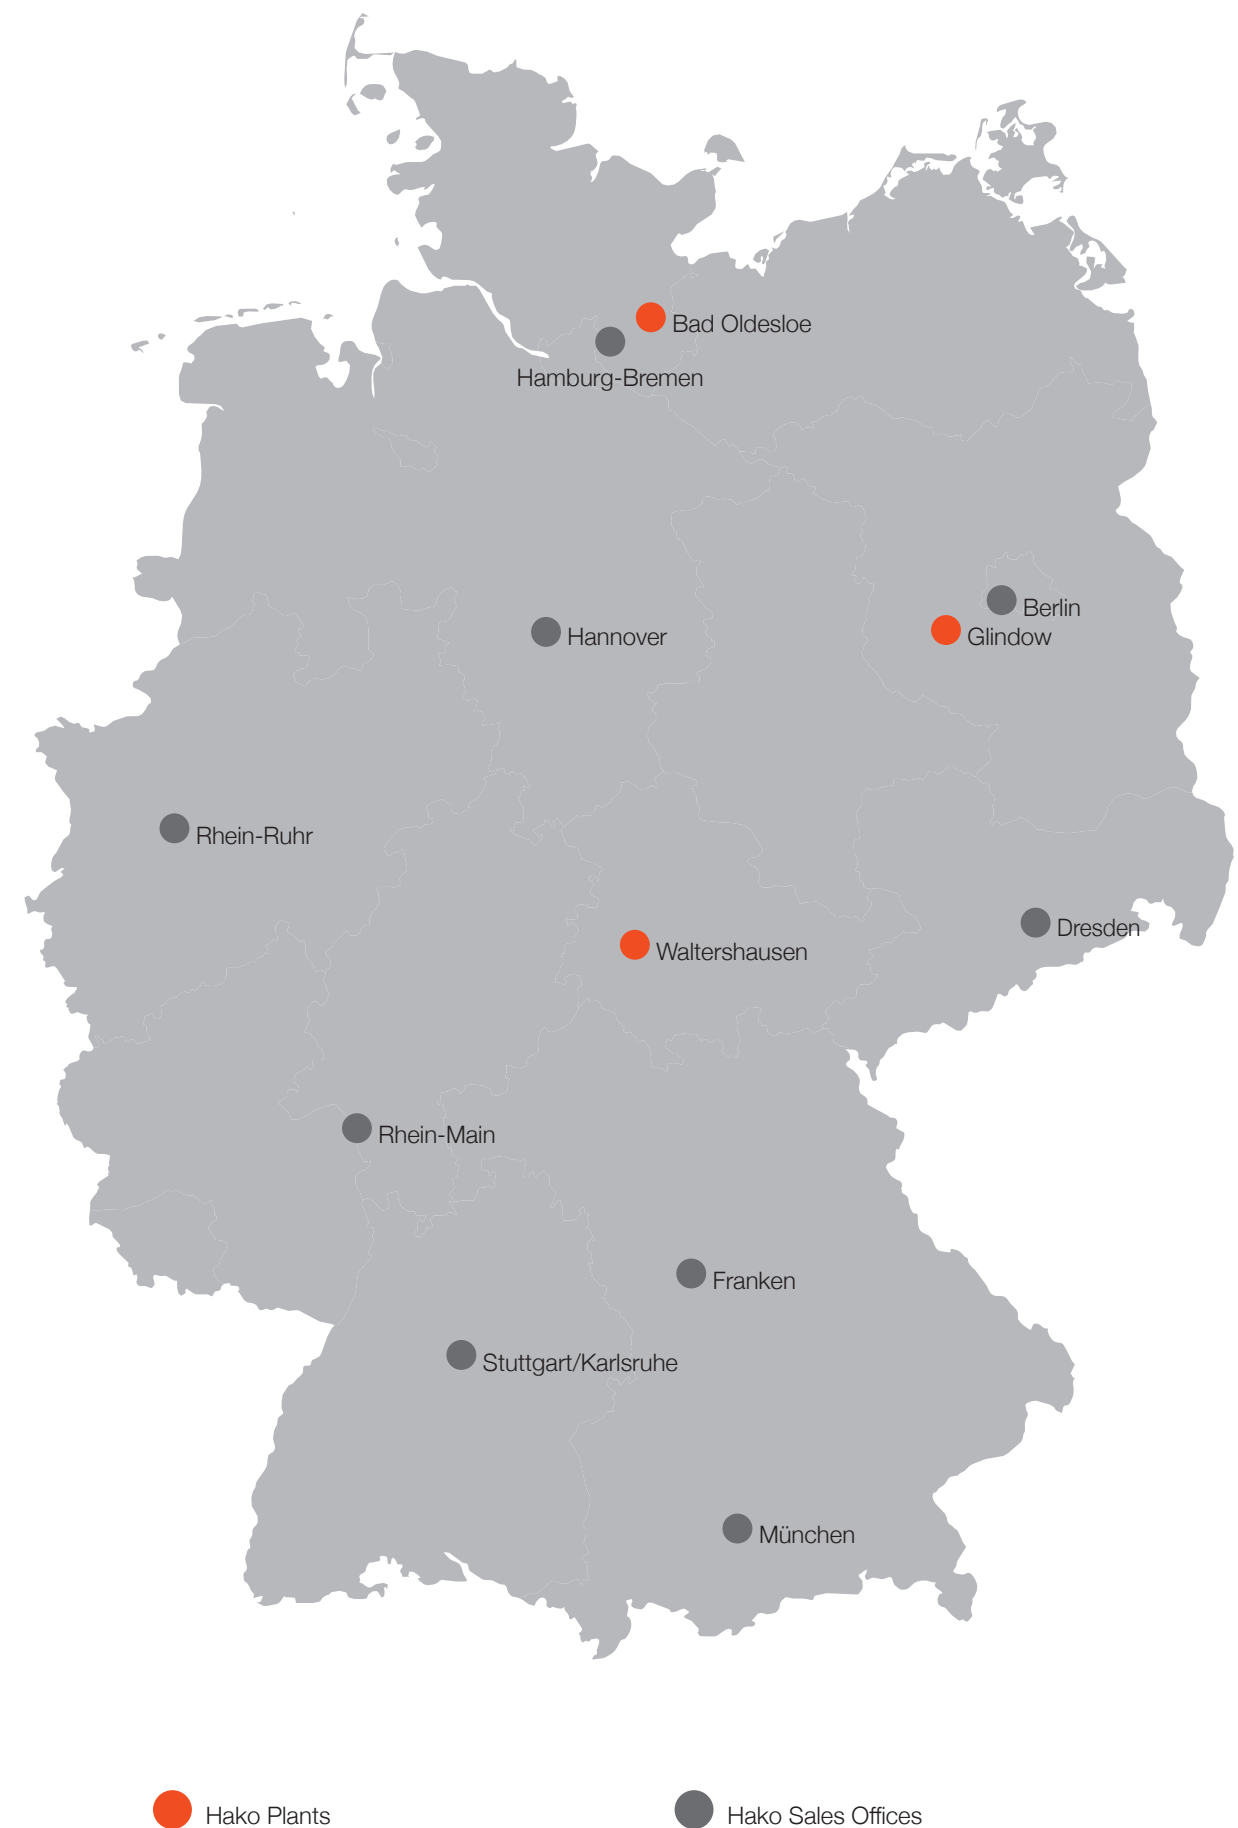 Bad Oldesloe
Hamburg-Bremen
Berlin
Glindow
Hannover
Rhein-Ruhr
Dresden
Waltershausen
Rhein-Main
Franken
Stuttgart/Karlsruhe
München
Hako Plants
Hako Sales Offices